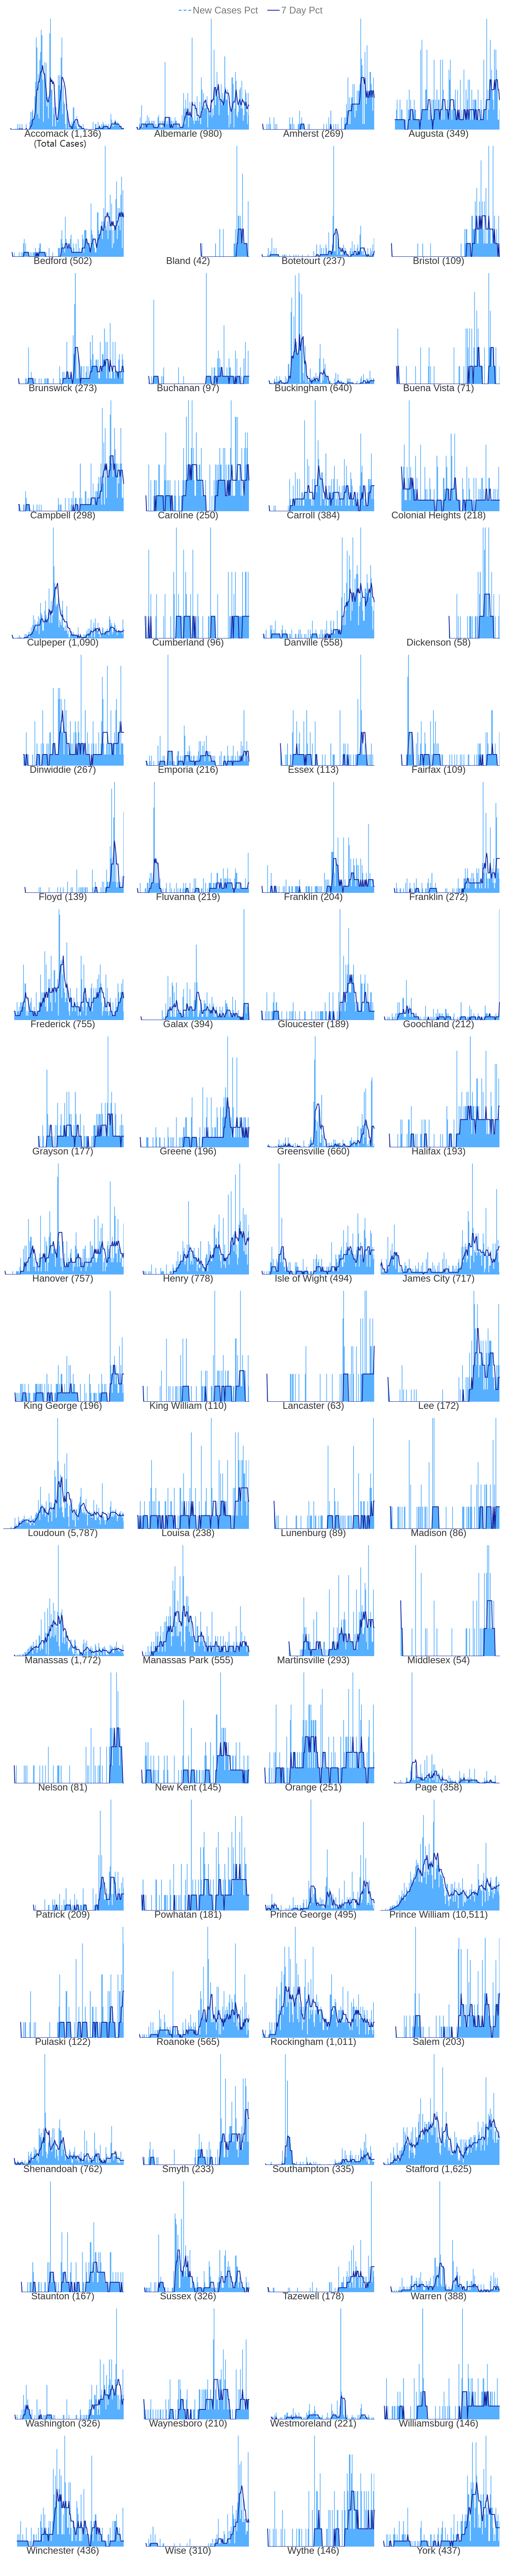 New Cases Pct 7 Day Pct
Accomack (1,136) Albemarle (980) Amherst (269) Augusta (349)
(Total Cases)
Bedford (502) Bland (42) Botetourt (237) Bristol (109)
Brunswick (273) Buchanan (97) Buckingham (640) Buena Vista (71)
Campbell (298) Caroline (250) Carroll (384) Colonial Heights (218)
Culpeper (1,090) Cumberland (96) Danville (558) Dickenson (58)
Dinwiddie (267) Emporia (216) Essex (113) Fairfax (109)
Floyd (139) Fluvanna (219) Franklin (204) Franklin (272)
Frederick (755) Galax (394) Gloucester (189) Goochland (212)
Grayson (177) Greene (196) Greensville (660) Halifax (193)
Hanover (757) Henry (778) Isle of Wight (494) James City (717)
King George (196) King William (110) Lancaster (63) Lee (172)
Loudoun (5,787) Louisa (238) Lunenburg (89) Madison (86)
Manassas (1,772) Manassas Park (555) Martinsville (293) Middlesex (54)
Nelson (81) New Kent (145) Orange (251) Page (358)
Patrick (209) Powhatan (181) Prince George (495) Prince William (10,511)
Pulaski (122) Roanoke (565) Rockingham (1,011) Salem (203)
Shenandoah (762) Smyth (233) Southampton (335) Stafford (1,625)
Staunton (167) Sussex (326) Tazewell (178) Warren (388)
Washington (326) Waynesboro (210) Westmoreland (221) Williamsburg (146)
Winchester (436) Wise (310) Wythe (146) York (437)